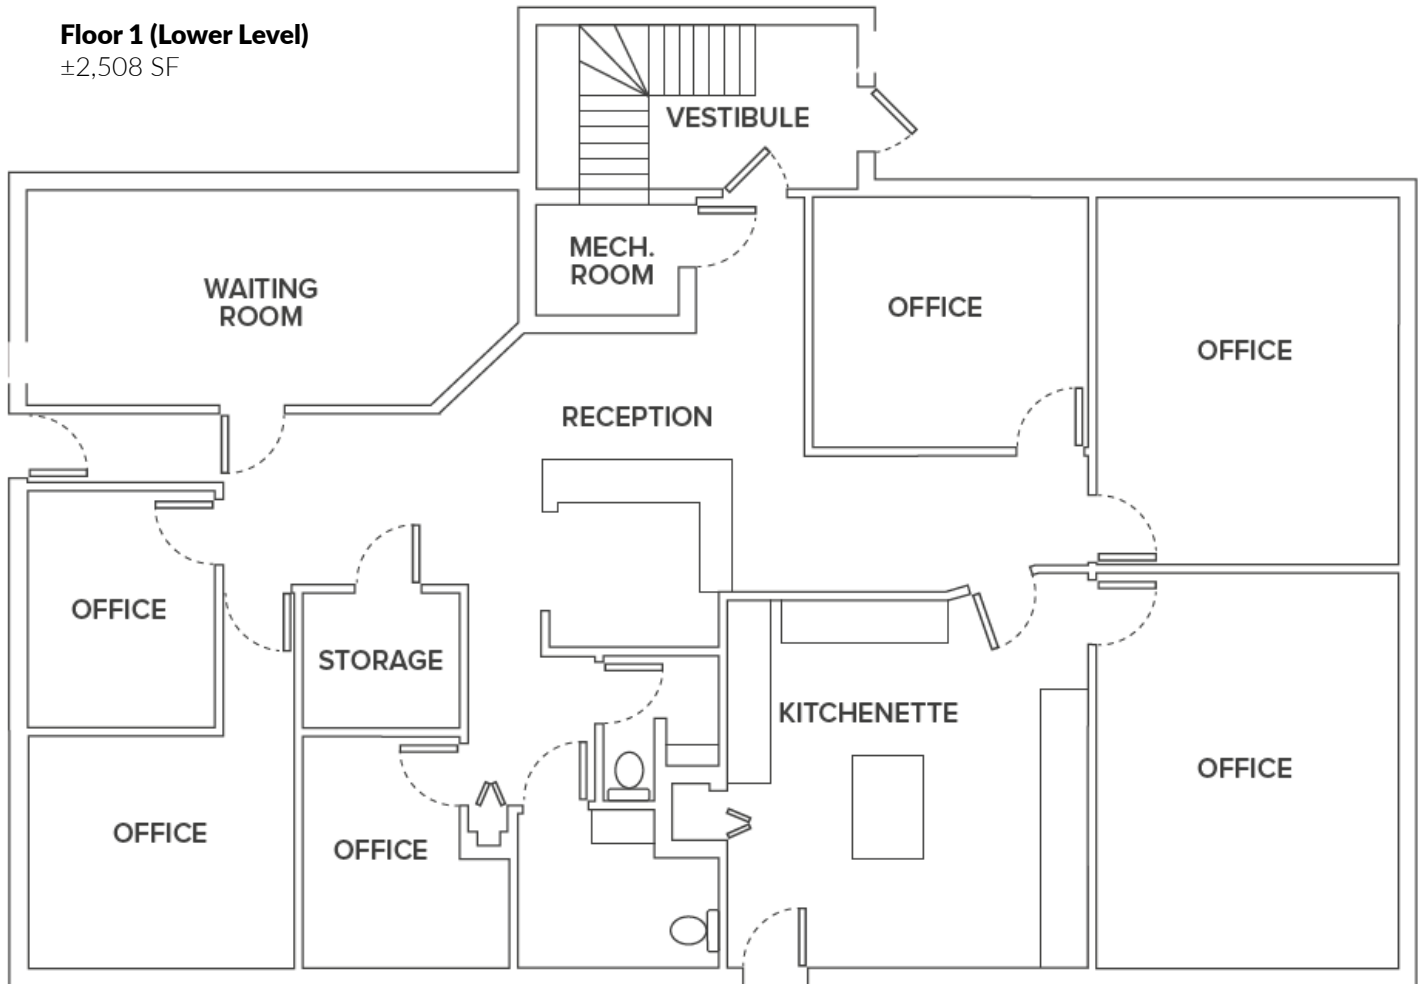 Floor 1 (Lower Level)
±2,508 SF
VESTIBULE
MECH.
ROOM
WAITING
ROOM
OFFICE
OFFICE
RECEPTION
OFFICE
STORAGE
KITCHENETTE
OFFICE
OFFICE
OFFICE